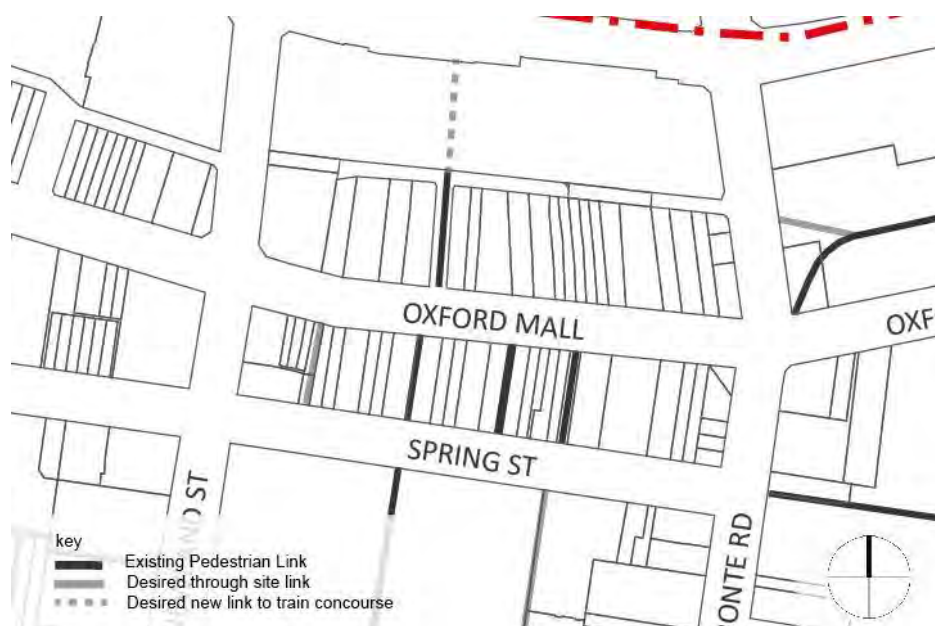 OXFORD MALL
OXF
SPRING ST
ST
ONTE RD
key
Existing Pedestrian Link
Desired through site link
Desired new link to train concourse